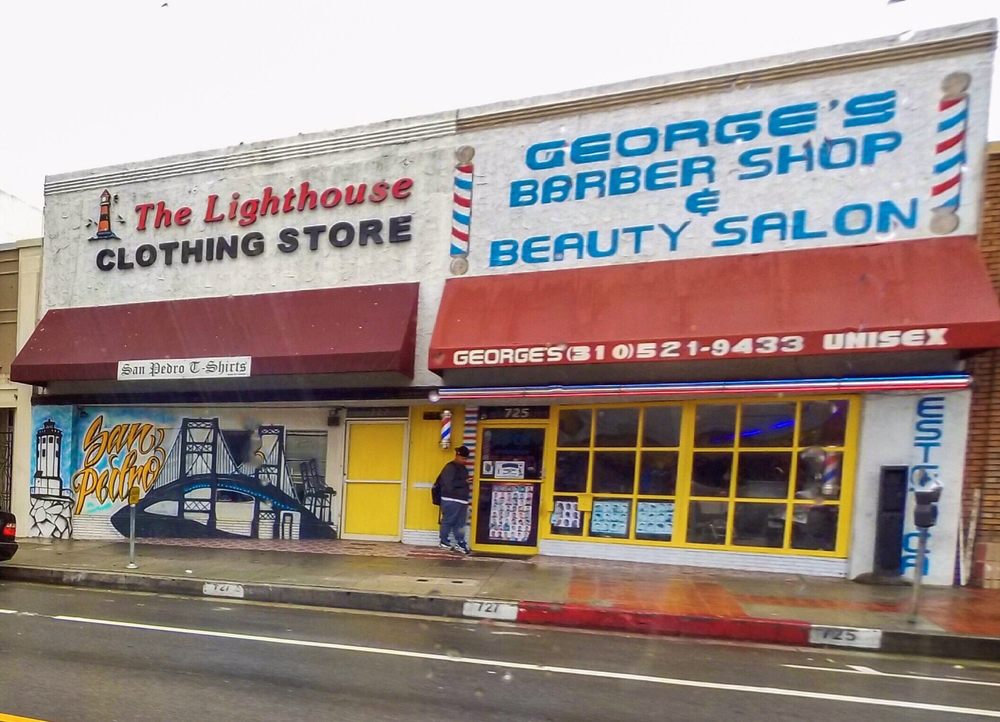 The Lighthouse
CLOTHING STORE
San Pedro T-Shirts
San
Pedro
GEORGE'S
BARBER SHOP
&
BEAUTY SALON
GEORGE'S (310) 521-9433 UNISEX
725
727
727
725